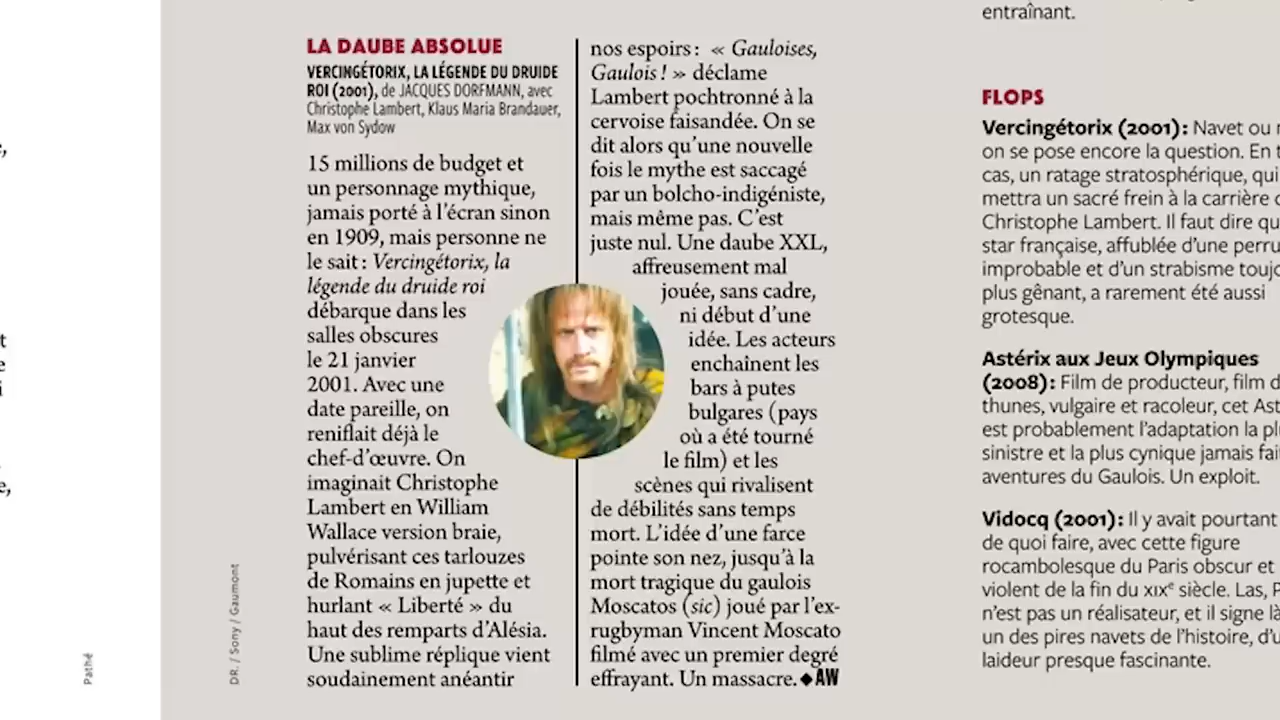 LA DAUBE ABSOLUE
VERCINGÉTORIX, LA LÉGENDE DU DRUIDE
ROI (2001), de JACQUES DORFMANN, avec
Christophe Lambert, Klaus Maria Brandauer,
Max von Sydow
15 millions de budget et
un personnage mythique,
jamais porté à l'écran sinon
en 1909, mais personne ne
le sait : Vercingétorix, la
légende du druide roi
débarque dans les
salles obscures
le 21 janvier
2001. Avec une
date pareille, on
reniflait déjà le
chef-d'œuvre. On
imaginait Christophe
Lambert en William
Wallace version braie,
pulvérisant ces tarlouzes
de Romains en jupette et
hurlant « Liberté » du
haut des remparts d'Alésia.
Une sublime réplique vient
soudainement anéantir
nos espoirs : « Gauloises,
Gaulois ! » déclame
Lambert pochtronné à la
cervoise faisandée. On se
dit alors qu'une nouvelle
fois le mythe est saccagé
par un bolcho-indigéniste,
mais même pas. C'est
juste nul. Une daube XXL,
affreusement mal
jouée, sans cadre,
ni début d'une
idée. Les acteurs
enchaînent les
bars à putes
bulgares (pays
où a été tourné
le film) et les
scènes qui rivalisent
de débilités sans temps
mort. L'idée d'une farce
pointe son nez, jusqu'à la
mort tragique du gaulois
Moscatos (sic) joué par l'ex-
rugbyman Vincent Moscato
filmé avec un premier degré
effrayant. Un massacre.◆AW
entraînant.
FLOPS
Vercingétorix (2001) : Navet ou
on se pose encore la question. En
cas, un ratage stratosphérique, qui
mettra un sacré frein à la carrière
Christophe Lambert. Il faut dire
star française, affublée d'une
improbable et d'un strabisme
plus gênant, a rarement été aussi
grotesque.
Astérix aux Jeux Olympiques
(2008) : Film de producteur, film
thunes, vulgaire et racoleur, cet
est probablement l'adaptation la
sinistre et la plus cynique jamais
aventures du Gaulois. Un exploit.
Vidocq (2001) : Il y avait pourtant
de quoi faire, avec cette figure
rocambolesque du Paris obscur et
violent de la fin du XIXe siècle. Las,
n'est pas un réalisateur, et il signe là
un des pires navets de l'histoire,
laideur presque fascinante.
DR. / Sony / Gaumont
Pathé